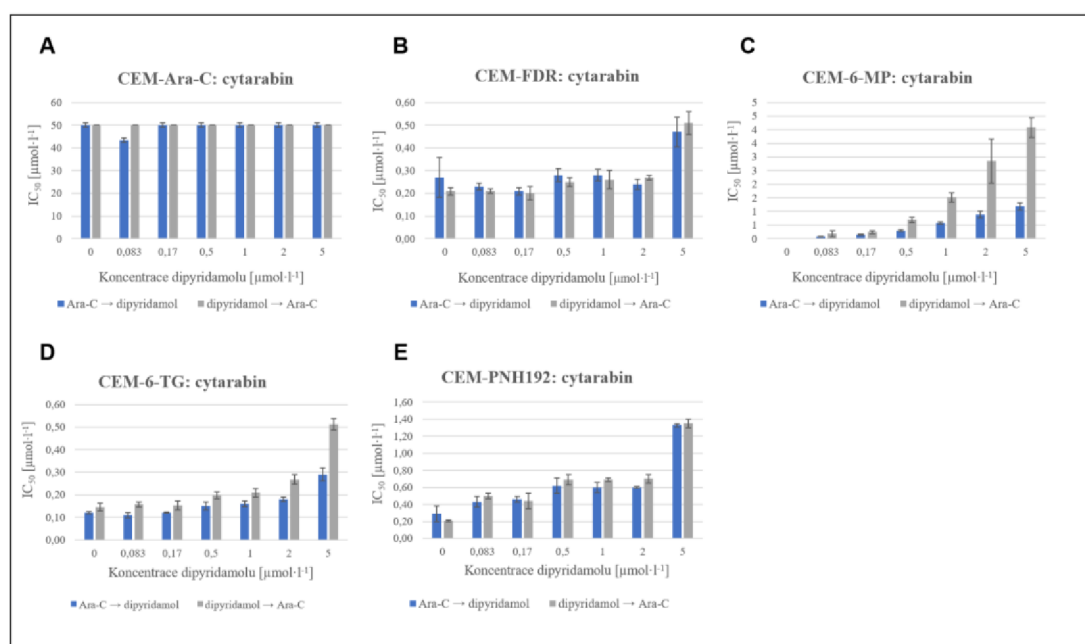 A
CEM-Ara-C: cytarabin
IC₅₀ [µmol·l⁻¹]
60
50
40
30
20
10
0
0 0,083 0,17 0,5 1 2 5
Koncentrace dipyridamolu [µmol·l⁻¹]
Ara-C → dipyridamol dipyridamol → Ara-C
B
CEM-FDR: cytarabin
IC₅₀ [µmol·l⁻¹]
0,60
0,50
0,40
0,30
0,20
0,10
0,00
0 0,083 0,17 0,5 1 2 5
Koncentrace dipyridamolu [µmol·l⁻¹]
Ara-C → dipyridamol dipyridamol → Ara-C
C
CEM-6-MP: cytarabin
IC₅₀ [µmol·l⁻¹]
5
5
4
4
3
3
2
2
1
1
0
0 0,083 0,17 0,5 1 2 5
Koncentrace dipyridamolu [µmol·l⁻¹]
Ara-C → dipyridamol dipyridamol → Ara-C
D
CEM-6-TG: cytarabin
IC₅₀ [µmol·l⁻¹]
0,60
0,50
0,40
0,30
0,20
0,10
0,00
0 0,083 0,17 0,5 1 2 5
Koncentrace dipyridamolu [µmol·l⁻¹]
Ara-C → dipyridamol dipyridamol → Ara-C
E
CEM-PNH192: cytarabin
IC₅₀ [µmol·l⁻¹]
1,60
1,40
1,20
1,00
0,80
0,60
0,40
0,20
0,00
0 0,083 0,17 0,5 1 2 5
Koncentrace dipyridamolu [µmol·l⁻¹]
Ara-C → dipyridamol dipyridamol → Ara-C